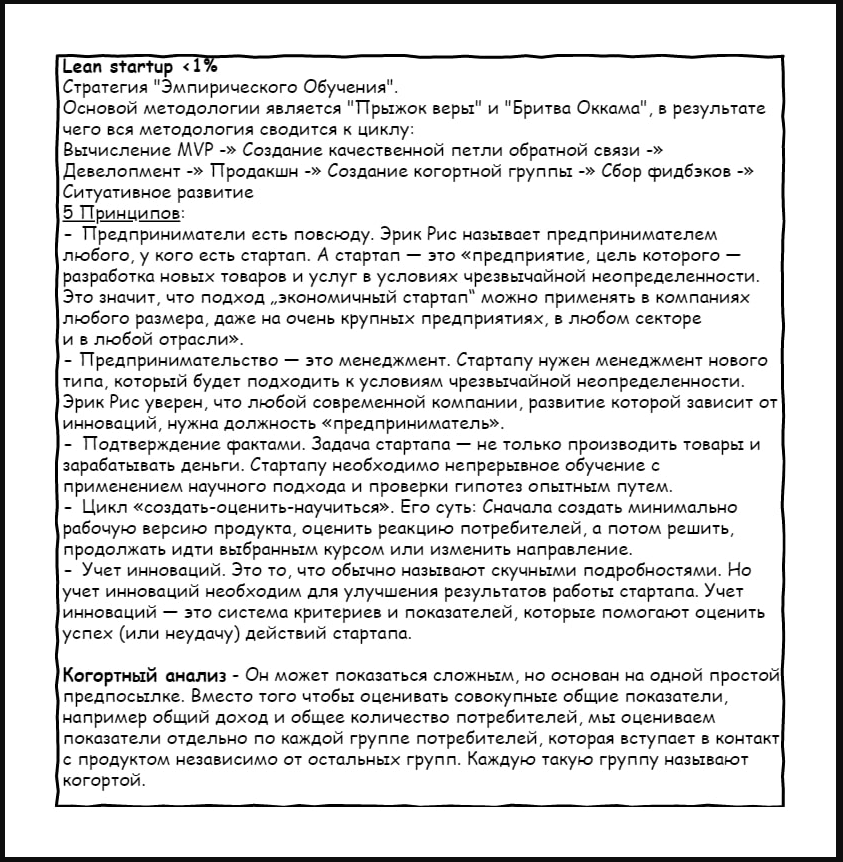 Lean startup <1%
Стратегия "Эмпирического Обучения".
Основой методологии является "Прыжок веры" и "Бритва Оккама", в результате
чего вся методология сводится к циклу:
Вычисление MVP -» Создание качественной петли обратной связи -»
Девелопмент -» Продакшн -» Создание когортной группы -» Сбор фидбэков -»
Ситуативное развитие
5 Принципов:
- Предприниматели есть повсюду. Эрик Рис называет предпринимателем
любого, у кого есть стартап. А стартап — это «предприятие, цель которого —
разработка новых товаров и услуг в условиях чрезвычайной неопределенности.
Это значит, что подход „экономичный стартап“ можно применять в компаниях
любого размера, даже на очень крупных предприятиях, в любом секторе
и в любой отрасли».
- Предпринимательство — это менеджмент. Стартапу нужен менеджмент нового
типа, который будет подходить к условиям чрезвычайной неопределенности.
Эрик Рис уверен, что любой современной компании, развитие которой зависит от
инноваций, нужна должность «предприниматель».
- Подтверждение фактами. Задача стартапа — не только производить товары и
зарабатывать деньги. Стартапу необходимо непрерывное обучение с
применением научного подхода и проверки гипотез опытным путем.
- Цикл «создать-оценить-научиться». Его суть: Сначала создать минимально
рабочую версию продукта, оценить реакцию потребителей, а потом решить,
продолжать идти выбранным курсом или изменить направление.
- Учет инноваций. Это то, что обычно называют скучными подробностями. Но
учет инноваций необходим для улучшения результатов работы стартапа. Учет
инноваций — это система критериев и показателей, которые помогают оценить
успех (или неудачу) действий стартапа.
Когортный анализ - Он может показаться сложным, но основан на одной простой
предпосылке. Вместо того чтобы оценивать совокупные общие показатели,
например общий доход и общее количество потребителей, мы оцениваем
показатели отдельно по каждой группе потребителей, которая вступает в контакт
с продуктом независимо от остальных групп. Каждую такую группу называют
когортой.